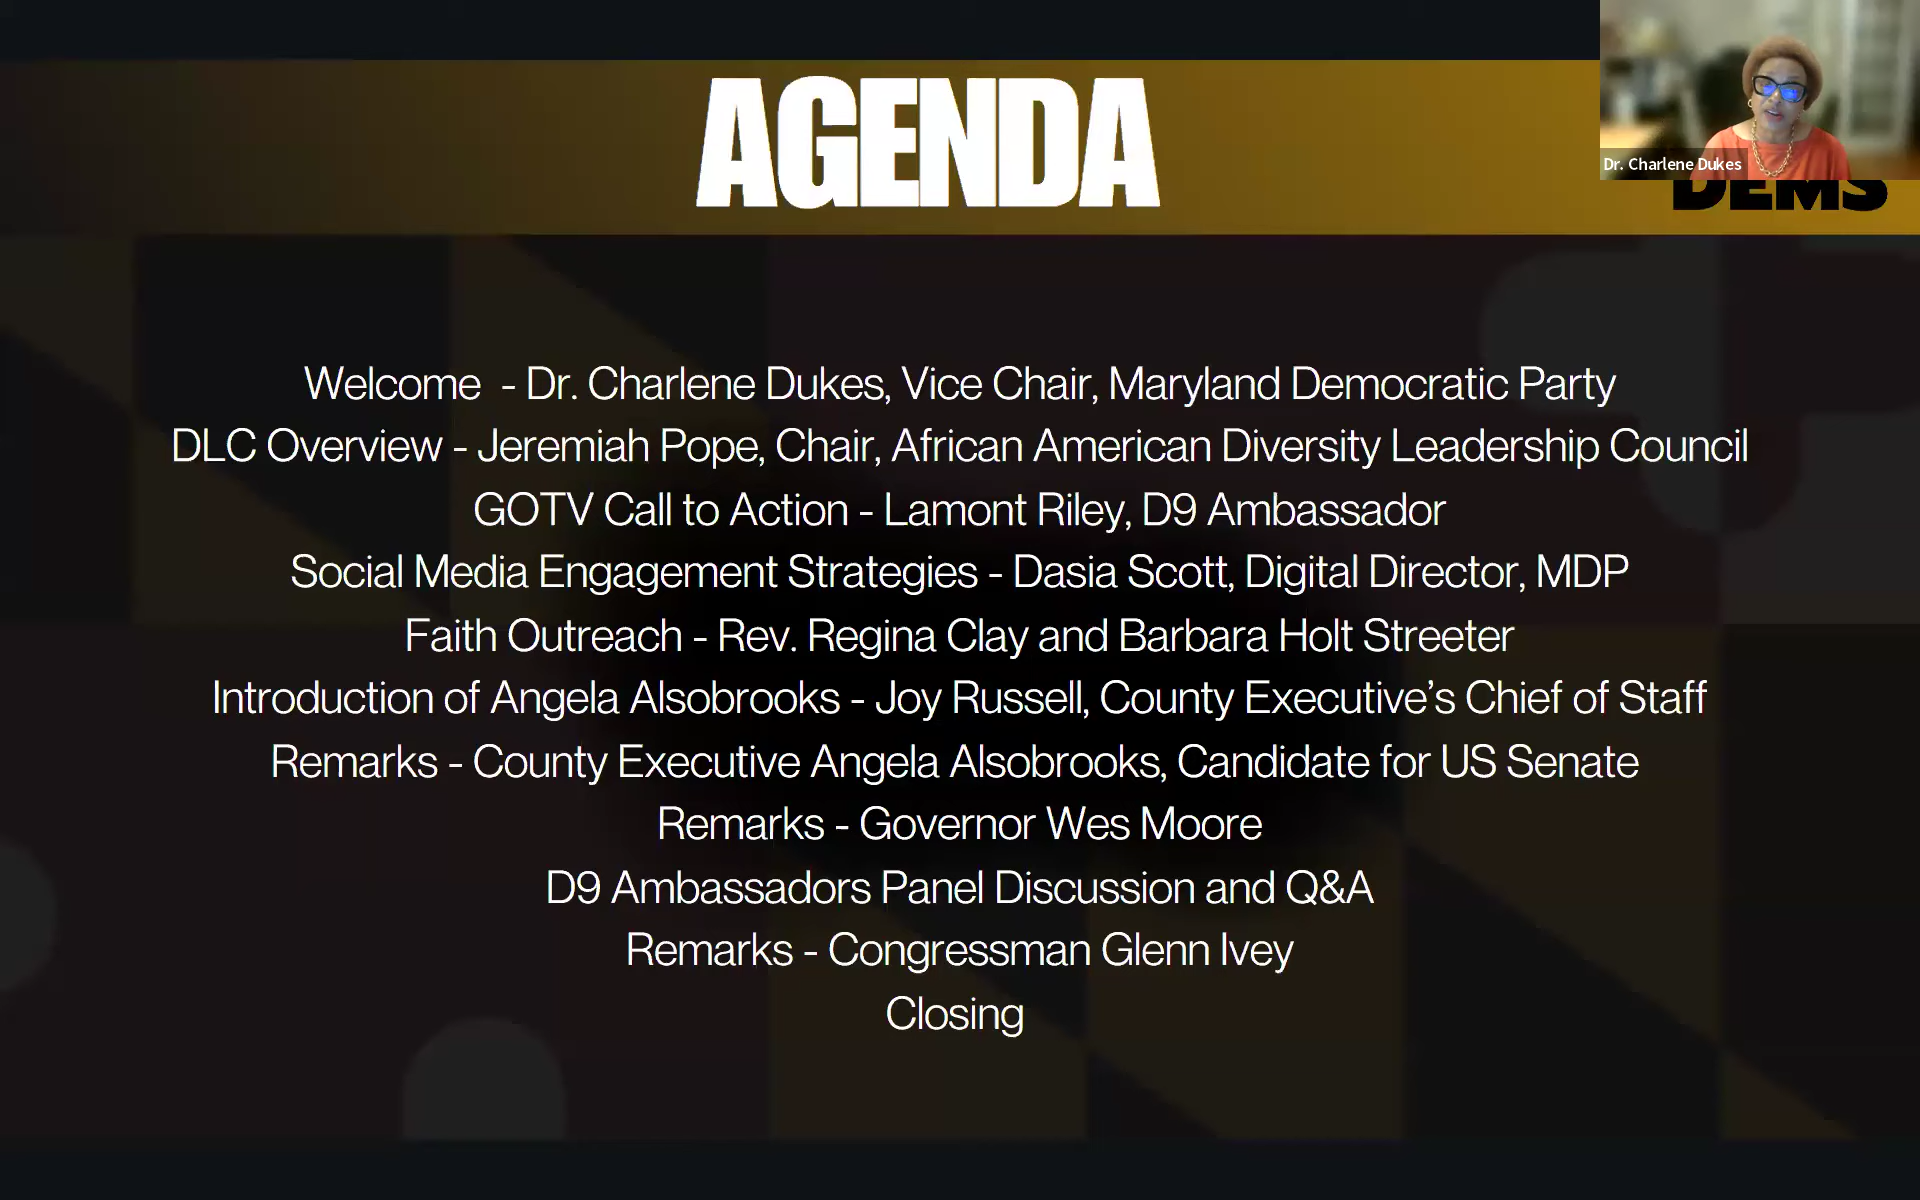 AGENDA
Dr. Charlene Dukes
DEMS
Welcome - Dr. Charlene Dukes, Vice Chair, Maryland Democratic Party
DLC Overview - Jeremiah Pope, Chair, African American Diversity Leadership Council
GOTV Call to Action - Lamont Riley, D9 Ambassador
Social Media Engagement Strategies - Dasia Scott, Digital Director, MDP
Faith Outreach - Rev. Regina Clay and Barbara Holt Streeter
Introduction of Angela Alsobrooks - Joy Russell, County Executive’s Chief of Staff
Remarks - County Executive Angela Alsobrooks, Candidate for US Senate
Remarks - Governor Wes Moore
D9 Ambassadors Panel Discussion and Q&A
Remarks - Congressman Glenn Ivey
Closing